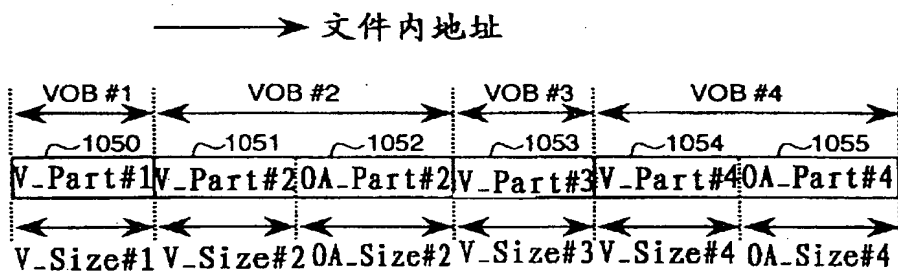 文件内地址
VOB #1 VOB #2 VOB #3 VOB #4
1050 1051 1052 1053 1054 1055
V_Part#1 V_Part#2 OA_Part#2 V_Part#3 V_Part#4 OA_Part#4
V_Size#1 V_Size#2 OA_Size#2 V_Size#3 V_Size#4 OA_Size#4